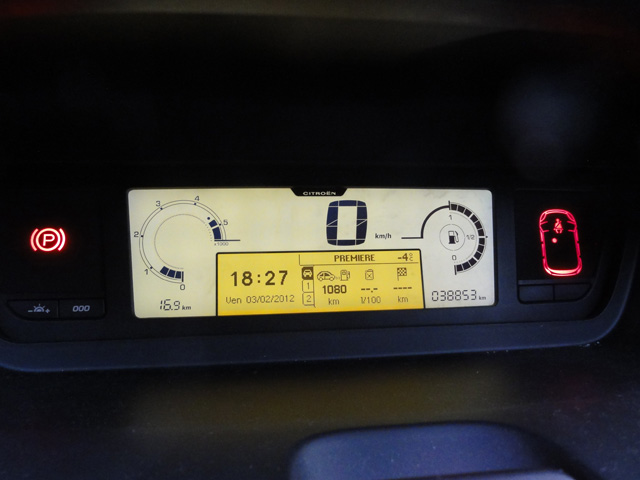 CITROËN
4
3
5
2
x1000
1
0
0
km/h
1
1/2
0
P
PREMIERE -4°C
18:27
Ven 03/02/2012
1
2
1080 --.- ----
km l/100 km
16.9 km
038853 km
- +
000